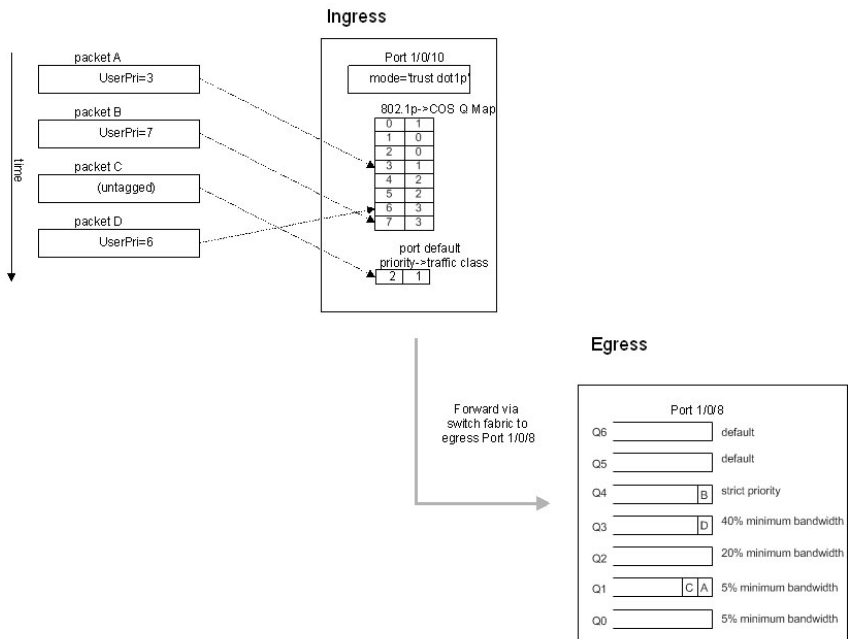 Ingress
packet A
UserPri=3
packet B
UserPri=7
packet C
(untagged)
packet D
UserPri=6
time
Port 1/0/10
mode='trust dot1p'
802.1p->COS Q Map
0 1
1 0
2 0
3 1
4 2
5 2
6 3
7 3
port default
priority->traffic class
2 1
Forward via
switch fabric to
egress Port 1/0/8
Egress
Port 1/0/8
Q6 default
Q5 default
Q4 B strict priority
Q3 D 40% minimum bandwidth
Q2 20% minimum bandwidth
Q1 C A 5% minimum bandwidth
Q0 5% minimum bandwidth